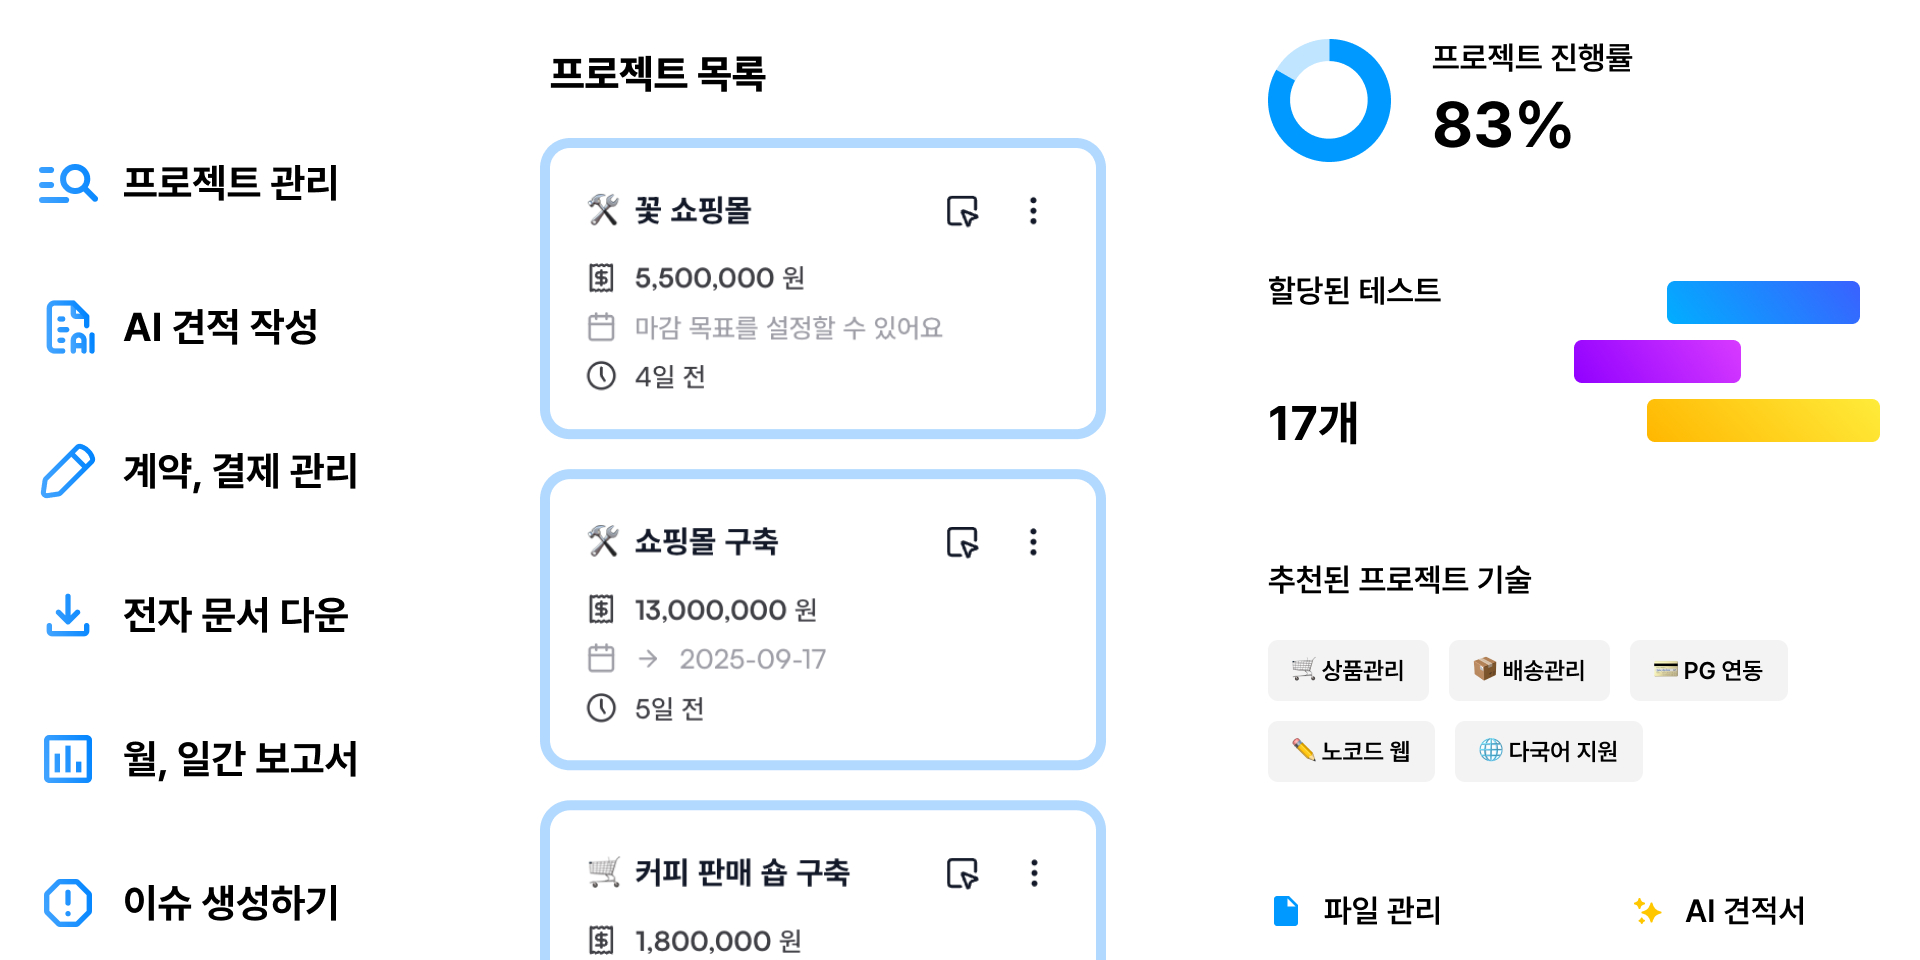 프로젝트 관리
AI 견적 작성
계약, 결제 관리
전자 문서 다운
월, 일간 보고서
이슈 생성하기
프로젝트 목록
꽃 쇼핑몰
5,500,000 원
마감 목표를 설정할 수 있어요
4일 전
쇼핑몰 구축
13,000,000 원
→ 2025-09-17
5일 전
커피 판매 숍 구축
1,800,000 원
프로젝트 진행률
83%
할당된 테스트
17개
추천된 프로젝트 기술
상품관리 배송관리 PG 연동
노코드 웹 다국어 지원
파일 관리 AI 견적서